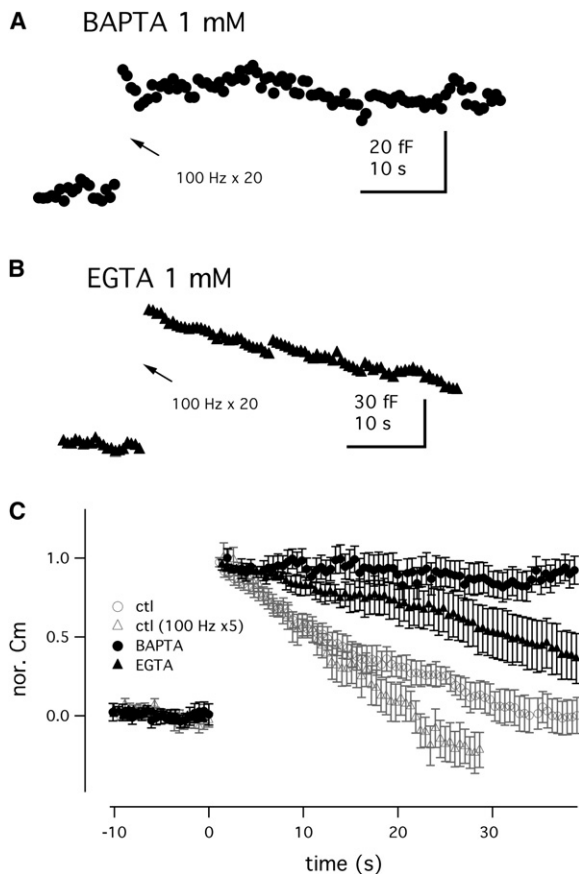 A
BAPTA 1 mM
100 Hz x 20
20 fF
10 s
B
EGTA 1 mM
100 Hz x 20
30 fF
10 s
C
nor. Cm
1.0
0.5
0.0
ctl
ctl (100 Hz x5)
BAPTA
EGTA
-10
0
10
20
30
time (s)